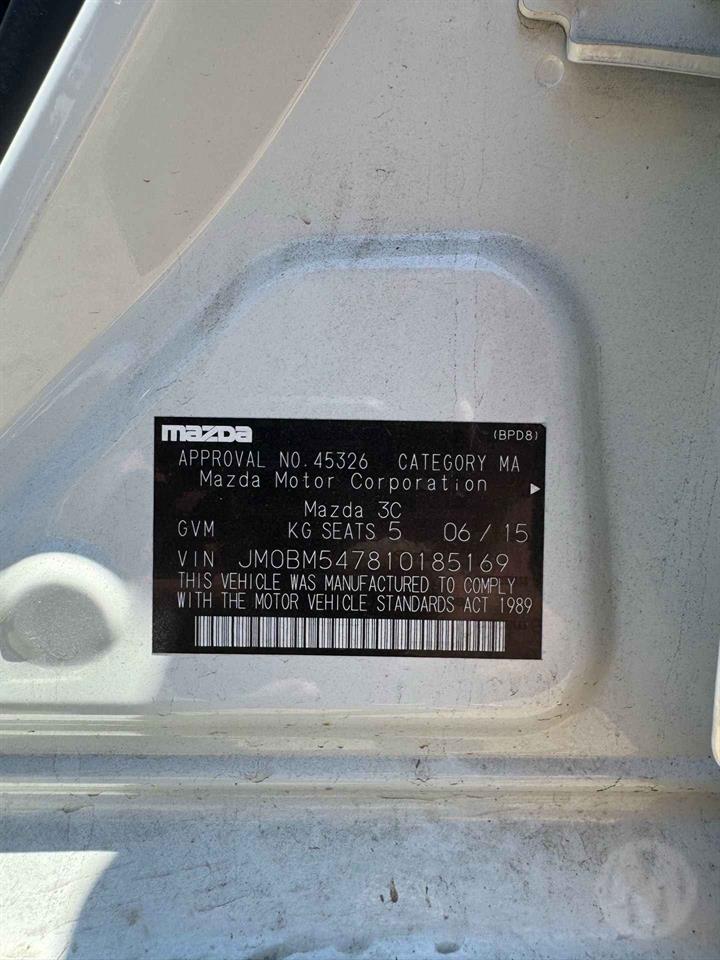 mazda (BPD8)
APPROVAL NO.45326 CATEGORY MA
Mazda Motor Corporation
Mazda 3C
GVM KG SEATS 5 06/15
VIN JM0BM547810185169
THIS VEHICLE WAS MANUFACTURED TO COMPLY
WITH THE MOTOR VEHICLE STANDARDS ACT 1989